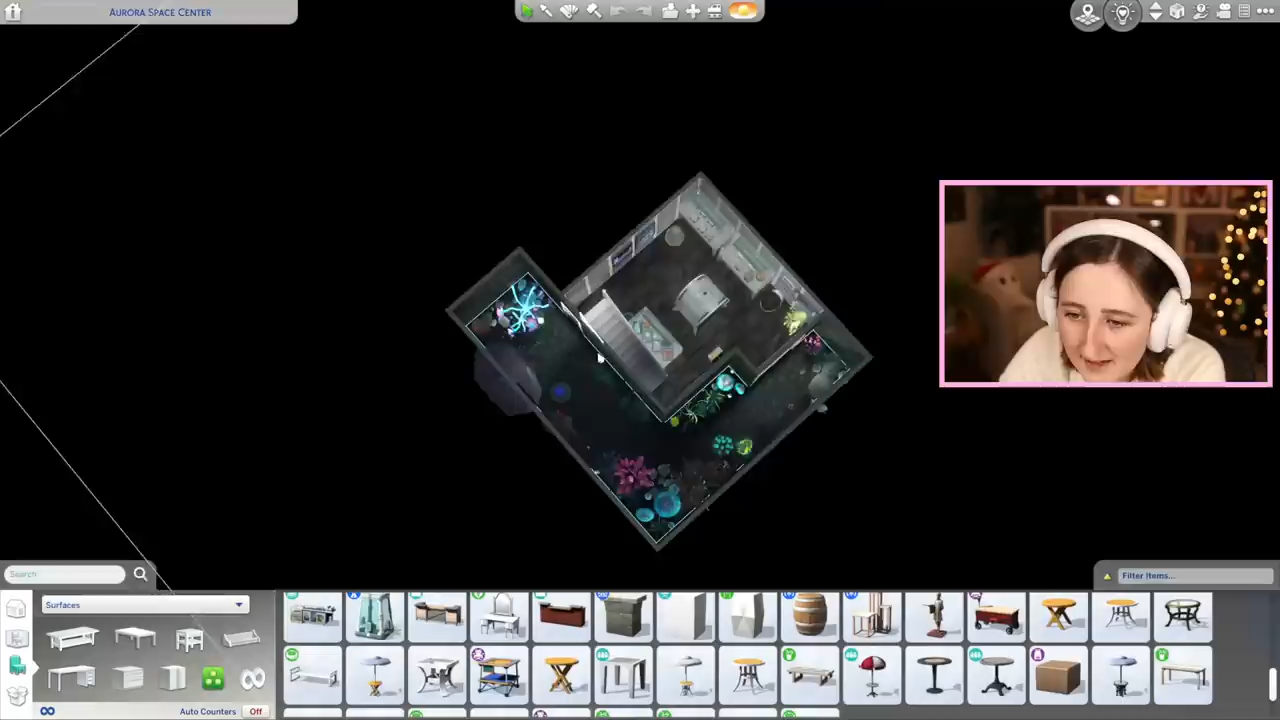 AURORA SPACE CENTER
Search
Filter Items...
Surfaces
Auto Counters
Off